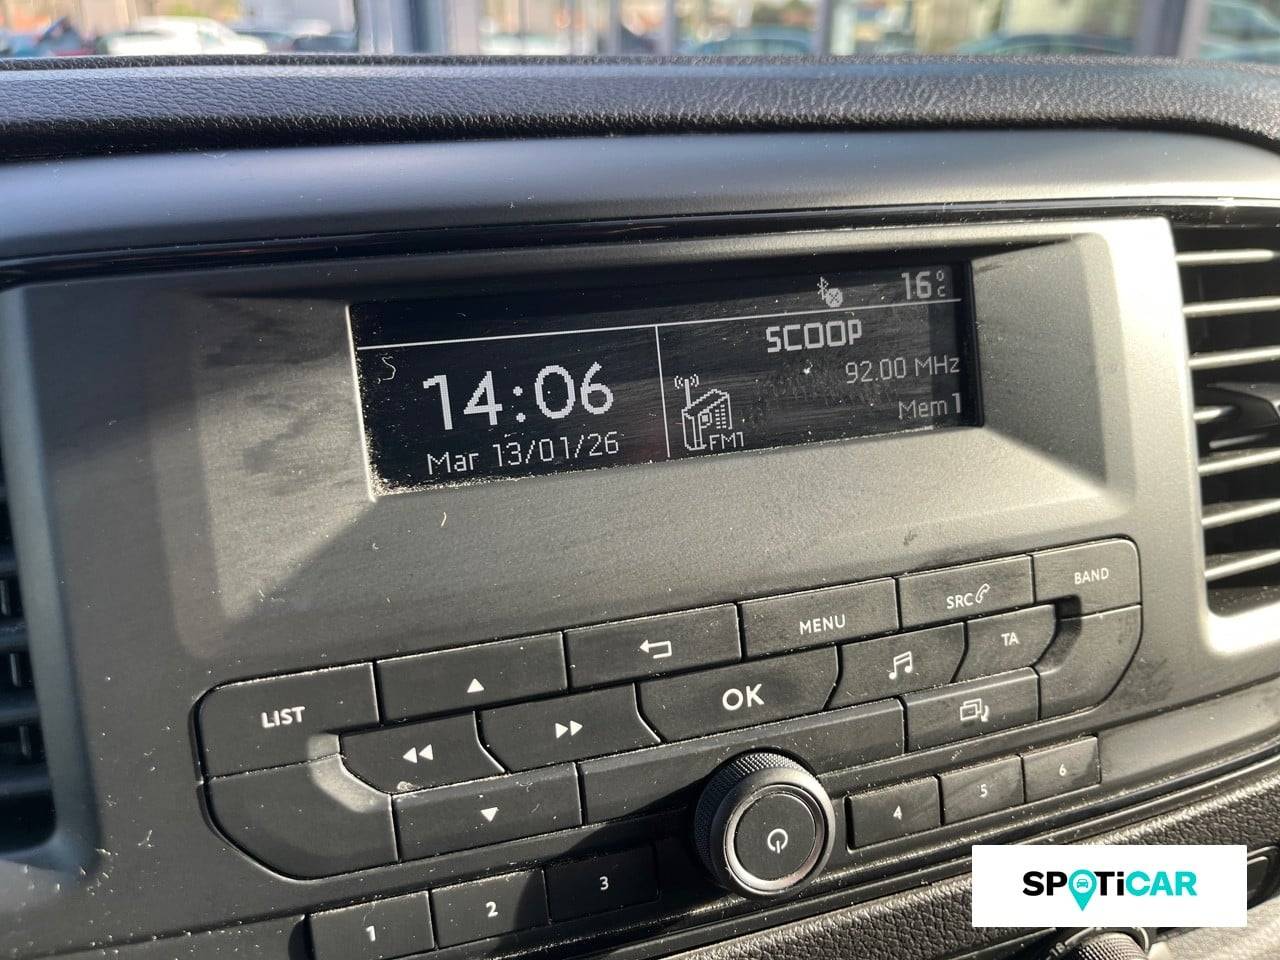 16°C
14:06
Mar 13/01/26
SCOOP
92.00 MHz
Mem 1
FM1
BAND
SRC
MENU
TA
LIST
OK
1
2
3
4
5
6
SPOTiCAR